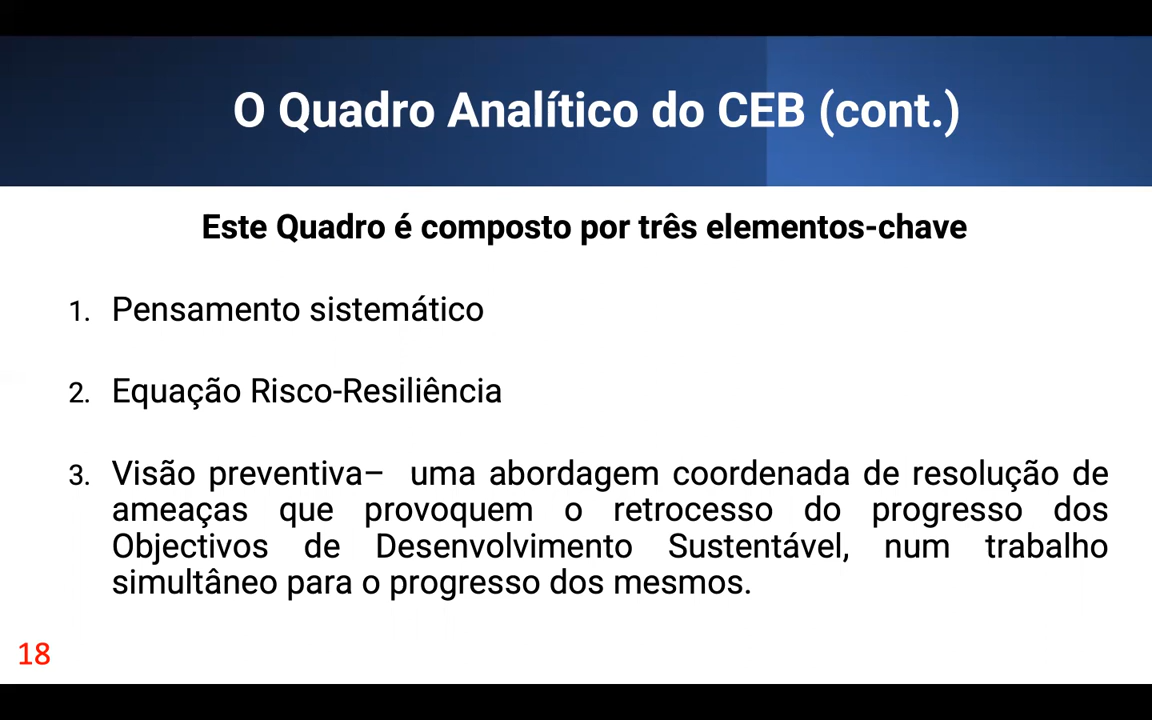 O Quadro Analítico do CEB (cont.)
Este Quadro é composto por três elementos-chave
1. Pensamento sistemático
2. Equação Risco-Resiliência
3. Visão preventiva– uma abordagem coordenada de resolução de
ameaças que provoquem o retrocesso do progresso dos
Objectivos de Desenvolvimento Sustentável, num trabalho
simultâneo para o progresso dos mesmos.
18